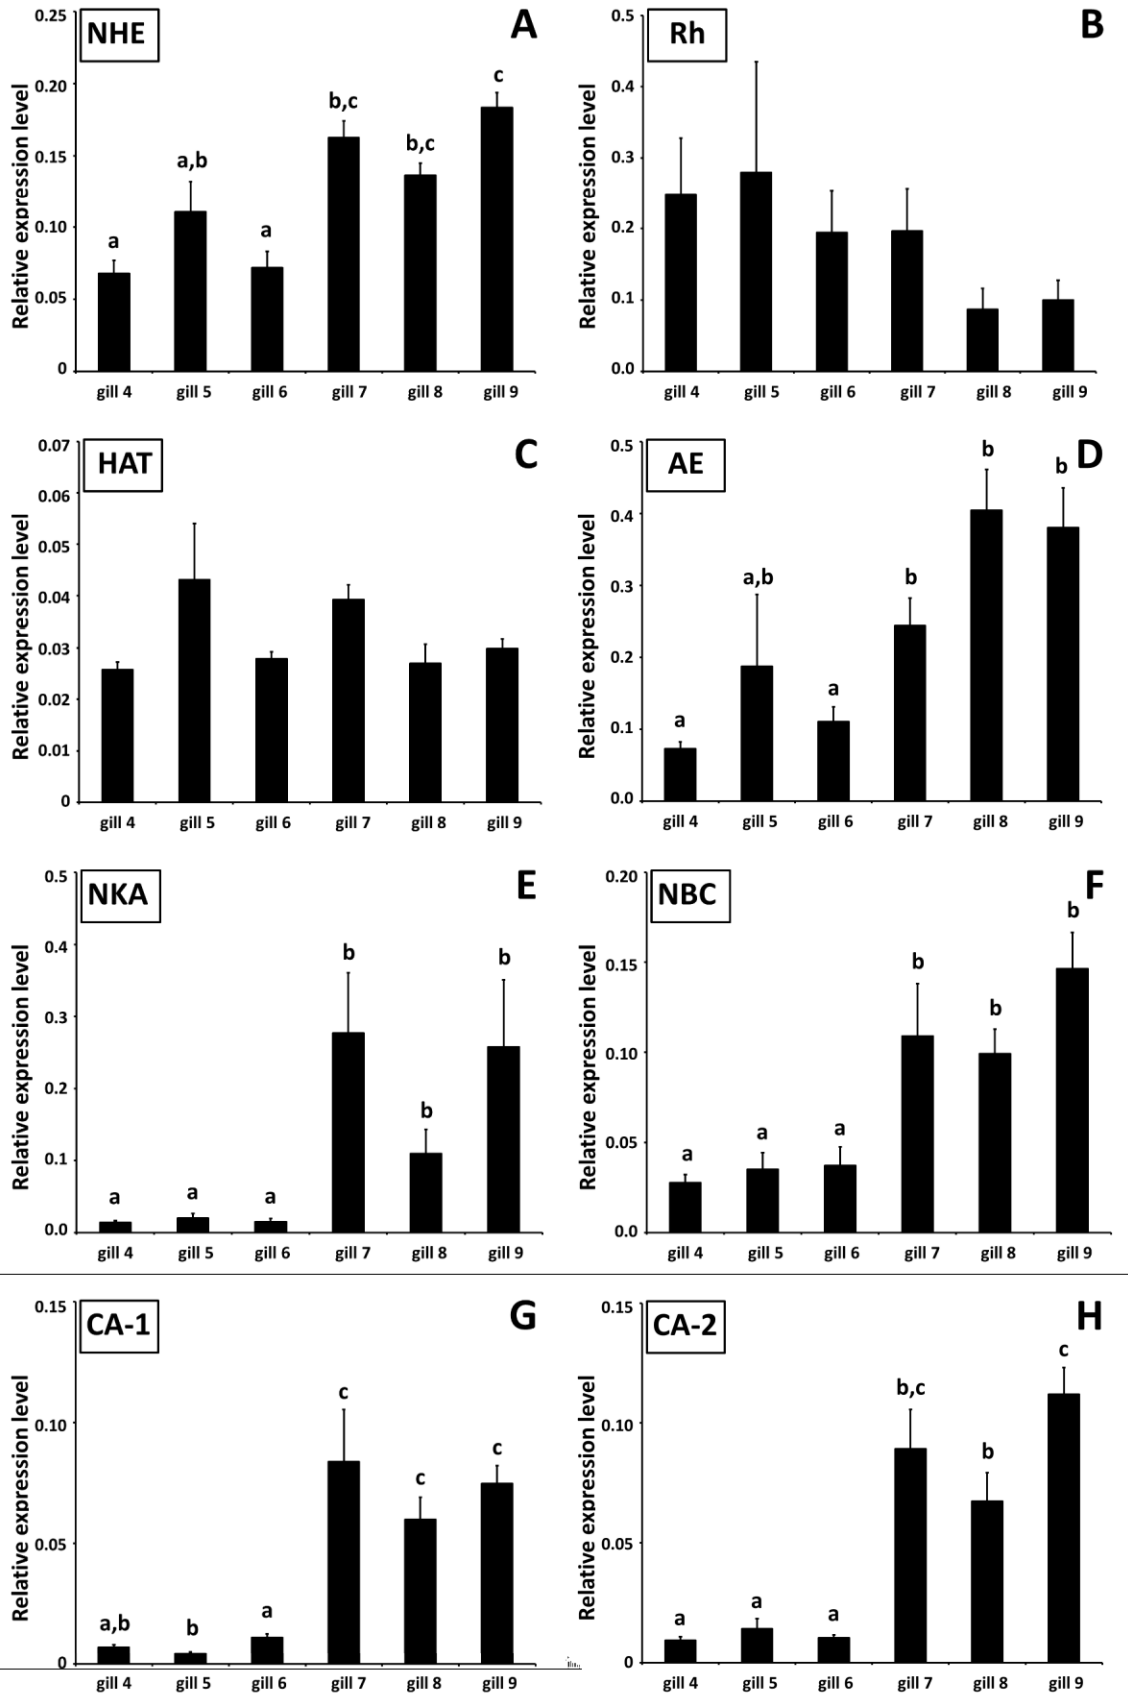 NHE
A
Relative expression level
0.25
0.20
0.15
0.10
0.05
0
a
a,b
a
b,c
b,c
c
gill 4 gill 5 gill 6 gill 7 gill 8 gill 9
Rh
B
Relative expression level
0.5
0.4
0.3
0.2
0.1
0.0
gill 4 gill 5 gill 6 gill 7 gill 8 gill 9
HAT
C
Relative expression level
0.07
0.06
0.05
0.04
0.03
0.02
0.01
0
gill 4 gill 5 gill 6 gill 7 gill 8 gill 9
AE
D
Relative expression level
0.5
0.4
0.3
0.2
0.1
0.0
a
a,b
a
b
b
b
gill 4 gill 5 gill 6 gill 7 gill 8 gill 9
NKA
E
Relative expression level
0.5
0.4
0.3
0.2
0.1
0.0
a
a
a
b
b
b
gill 4 gill 5 gill 6 gill 7 gill 8 gill 9
NBC
F
Relative expression level
0.20
0.15
0.10
0.05
0.0
a
a
a
b
b
b
gill 4 gill 5 gill 6 gill 7 gill 8 gill 9
CA-1
G
Relative expression level
0.15
0.10
0.05
0
a,b
b
a
c
c
c
gill 4 gill 5 gill 6 gill 7 gill 8 gill 9
CA-2
H
Relative expression level
0.15
0.10
0.05
0
a
a
a
b,c
b
c
gill 4 gill 5 gill 6 gill 7 gill 8 gill 9